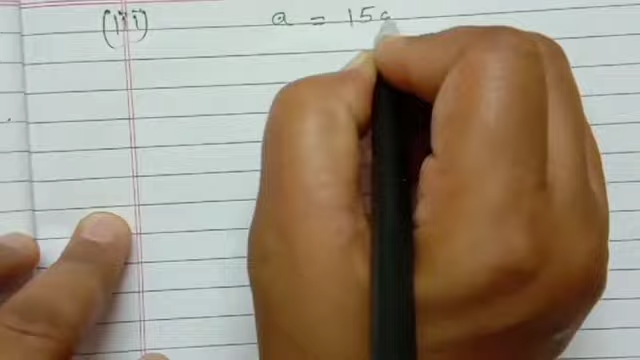 (iii) a = 15